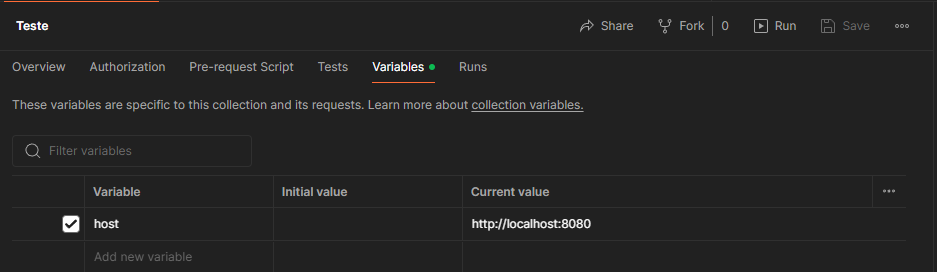 Teste
Share
Fork
0
Run
Save
Overview Authorization Pre-request Script Tests Variables Runs
These variables are specific to this collection and its requests. Learn more about collection variables.
Filter variables
Variable Initial value Current value
host http://localhost:8080
Add new variable